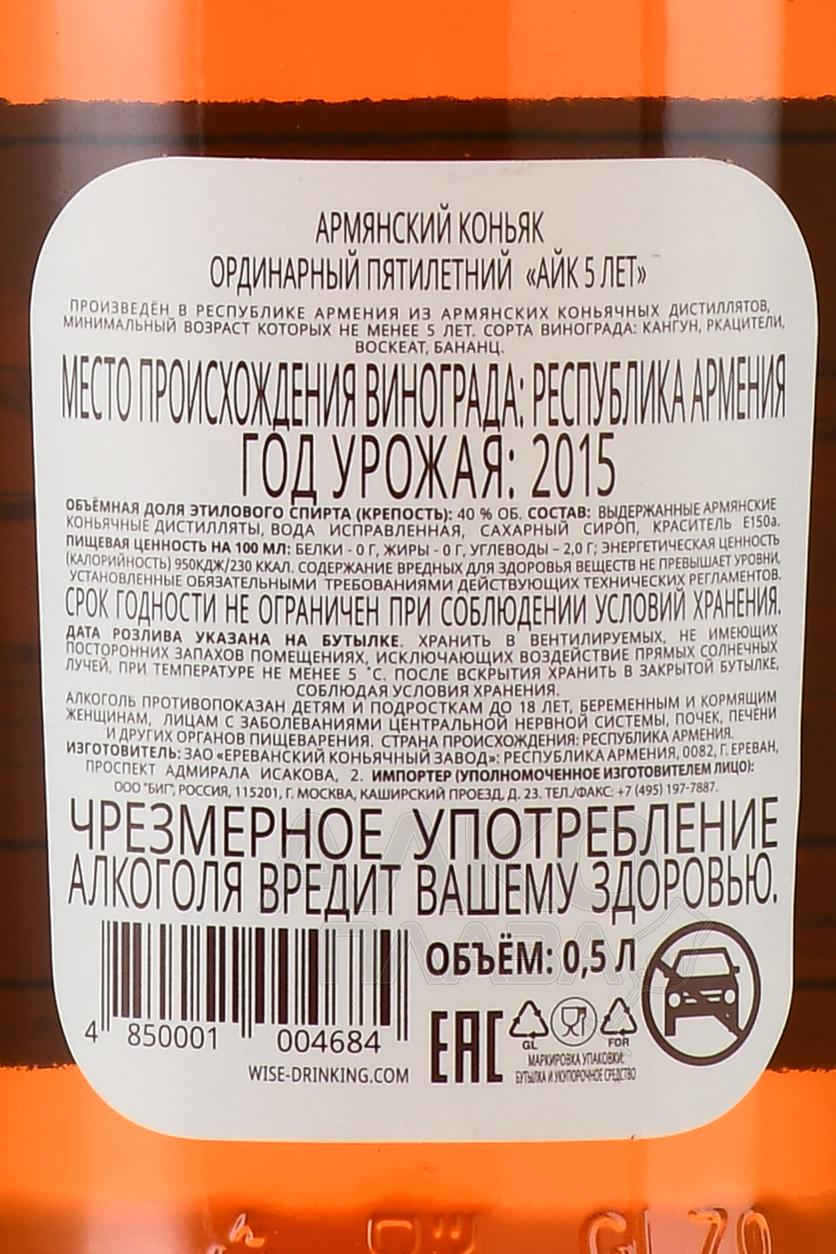 АРМЯНСКИЙ КОНЬЯК
ОРДИНАРНЫЙ ПЯТИЛЕТНИЙ «АЙК 5 ЛЕТ»
ПРОИЗВЕДЁН В РЕСПУБЛИКЕ АРМЕНИЯ ИЗ АРМЯНСКИХ КОНЬЯЧНЫХ ДИСТИЛЛЯТОВ,
МИНИМАЛЬНЫЙ ВОЗРАСТ КОТОРЫХ НЕ МЕНЕЕ 5 ЛЕТ. СОРТА ВИНОГРАДА: КАНГУН, РКАЦИТЕЛИ,
ВОСКЕАТ, БАНАНЦ.
МЕСТО ПРОИСХОЖДЕНИЯ ВИНОГРАДА: РЕСПУБЛИКА АРМЕНИЯ
ГОД УРОЖАЯ: 2015
ОБЪЁМНАЯ ДОЛЯ ЭТИЛОВОГО СПИРТА (КРЕПОСТЬ): 40 % ОБ. СОСТАВ: ВЫДЕРЖАННЫЕ АРМЯНСКИЕ
КОНЬЯЧНЫЕ ДИСТИЛЛЯТЫ, ВОДА ИСПРАВЛЕННАЯ, САХАРНЫЙ СИРОП, КРАСИТЕЛЬ Е150а.
ПИЩЕВАЯ ЦЕННОСТЬ НА 100 МЛ: БЕЛКИ - 0 Г, ЖИРЫ - 0 Г, УГЛЕВОДЫ – 2,0 Г; ЭНЕРГЕТИЧЕСКАЯ ЦЕННОСТЬ
(КАЛОРИЙНОСТЬ) 950КДЖ/230 ККАЛ. СОДЕРЖАНИЕ ВРЕДНЫХ ДЛЯ ЗДОРОВЬЯ ВЕЩЕСТВ НЕ ПРЕВЫШАЕТ УРОВНИ,
УСТАНОВЛЕННЫЕ ОБЯЗАТЕЛЬНЫМИ ТРЕБОВАНИЯМИ ДЕЙСТВУЮЩИХ ТЕХНИЧЕСКИХ РЕГЛАМЕНТОВ.
СРОК ГОДНОСТИ НЕ ОГРАНИЧЕН ПРИ СОБЛЮДЕНИИ УСЛОВИЙ ХРАНЕНИЯ.
ДАТА РОЗЛИВА УКАЗАНА НА БУТЫЛКЕ. ХРАНИТЬ В ВЕНТИЛИРУЕМЫХ, НЕ ИМЕЮЩИХ
ПОСТОРОННИХ ЗАПАХОВ ПОМЕЩЕНИЯХ, ИСКЛЮЧАЮЩИХ ВОЗДЕЙСТВИЕ ПРЯМЫХ СОЛНЕЧНЫХ
ЛУЧЕЙ, ПРИ ТЕМПЕРАТУРЕ НЕ МЕНЕЕ 5 °С. ПОСЛЕ ВСКРЫТИЯ ХРАНИТЬ В ЗАКРЫТОЙ БУТЫЛКЕ,
СОБЛЮДАЯ УСЛОВИЯ ХРАНЕНИЯ.
АЛКОГОЛЬ ПРОТИВОПОКАЗАН ДЕТЯМ И ПОДРОСТКАМ ДО 18 ЛЕТ, БЕРЕМЕННЫМ И КОРМЯЩИМ
ЖЕНЩИНАМ, ЛИЦАМ С ЗАБОЛЕВАНИЯМИ ЦЕНТРАЛЬНОЙ НЕРВНОЙ СИСТЕМЫ, ПОЧЕК, ПЕЧЕНИ
И ДРУГИХ ОРГАНОВ ПИЩЕВАРЕНИЯ. СТРАНА ПРОИСХОЖДЕНИЯ: РЕСПУБЛИКА АРМЕНИЯ.
ИЗГОТОВИТЕЛЬ: ЗАО «ЕРЕВАНСКИЙ КОНЬЯЧНЫЙ ЗАВОД»: РЕСПУБЛИКА АРМЕНИЯ, 0082, Г. ЕРЕВАН,
ПРОСПЕКТ АДМИРАЛА ИСАКОВА, 2. ИМПОРТЕР (УПОЛНОМОЧЕННОЕ ИЗГОТОВИТЕЛЕМ ЛИЦО):
ООО "БИГ", РОССИЯ, 115201, Г. МОСКВА, КАШИРСКИЙ ПРОЕЗД, Д. 23. ТЕЛ./ФАКС: +7 (495) 197-7887.
ЧРЕЗМЕРНОЕ УПОТРЕБЛЕНИЕ
АЛКОГОЛЯ ВРЕДИТ ВАШЕМУ ЗДОРОВЬЮ.
ОБЪЁМ: 0,5 Л
4 850001 004684
WISE-DRINKING.COM
EAC
GL
FOR
МАРКИРОВКА УПАКОВКИ:
БУТЫЛКА И УКУПОРОЧНОЕ СРЕДСТВО
АЛКО
ПЛАЗА
GL70